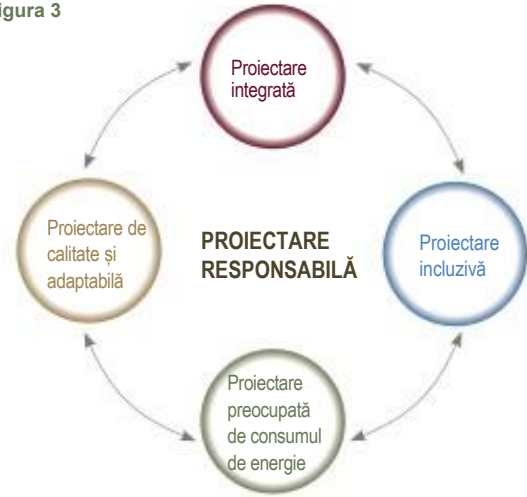 igura 3
Proiectare
integrată
Proiectare de
calitate și
adaptabilă
PROIECTARE
RESPONSABILĂ
Proiectare
incluzivă
Proiectare
preocupată
de consumul
de energie